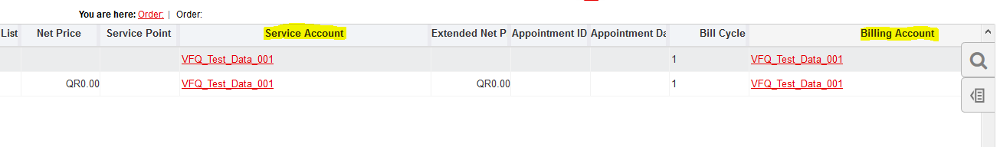 You are here: Order: | Order:
List Net Price Service Point Service Account Extended Net P Appointment ID Appointment Da Bill Cycle Billing Account
VFQ_Test_Data_001 1 VFQ_Test_Data_001
QR0.00 VFQ_Test_Data_001 QR0.00 1 VFQ_Test_Data_001